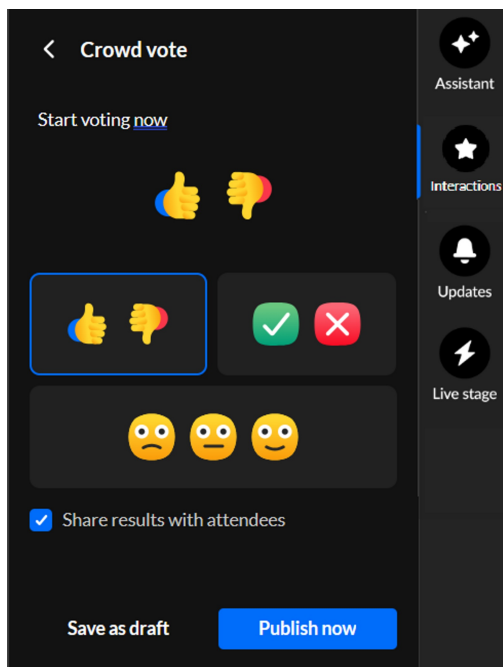 Crowd vote
Start voting now
Share results with attendees
Save as draft
Publish now
Assistant
Interactions
Updates
Live stage